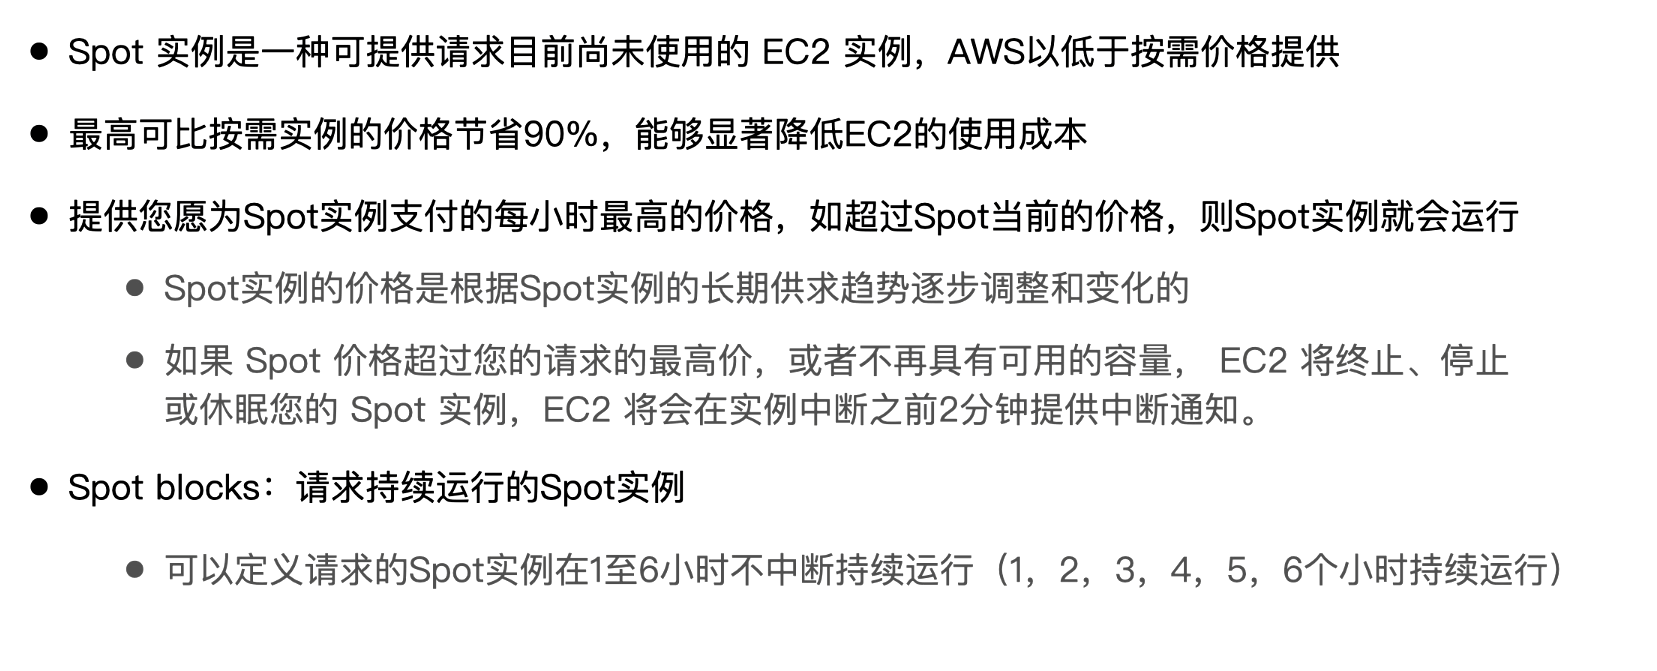 ● Spot 实例是一种可提供请求目前尚未使用的 EC2 实例，AWS以低于按需价格提供
● 最高可比按需实例的价格节省90%，能够显著降低EC2的使用成本
● 提供您愿为Spot实例支付的每小时最高的价格，如超过Spot当前的价格，则Spot实例就会运行
● Spot实例的价格是根据Spot实例的长期供求趋势逐步调整和变化的
● 如果 Spot 价格超过您的请求的最高价，或者不再具有可用的容量， EC2 将终止、停止
或休眠您的 Spot 实例，EC2 将会在实例中断之前2分钟提供中断通知。
● Spot blocks：请求持续运行的Spot实例
● 可以定义请求的Spot实例在1至6小时不中断持续运行（1，2，3，4，5，6个小时持续运行）